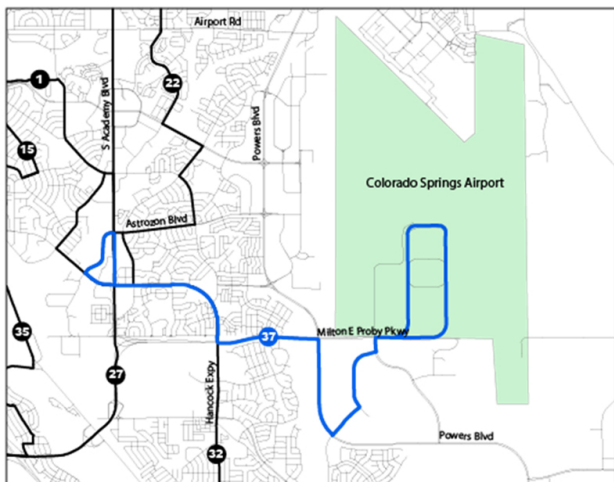 Airport Rd
1
22
S Academy Blvd
Powers Blvd
15
Colorado Springs Airport
Astrozon Blvd
35
37
Milton E Proby Pkwy
27
Hancock Expy
Powers Blvd
32